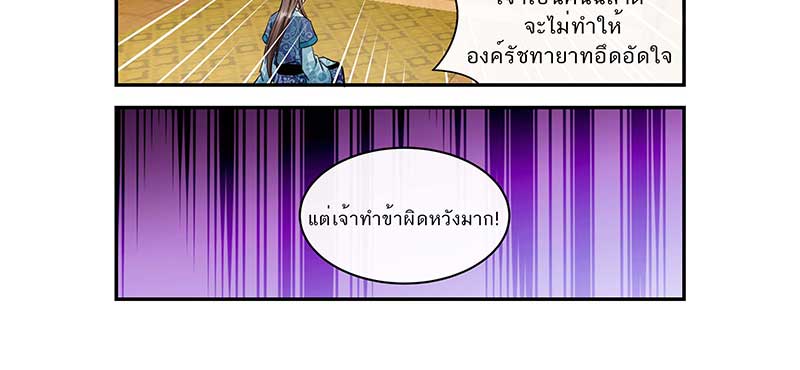 จะไม่ทำให้
องค์รัชทายาทอึดอัดใจ
แต่เจ้าทำข้าผิดหวังมาก!